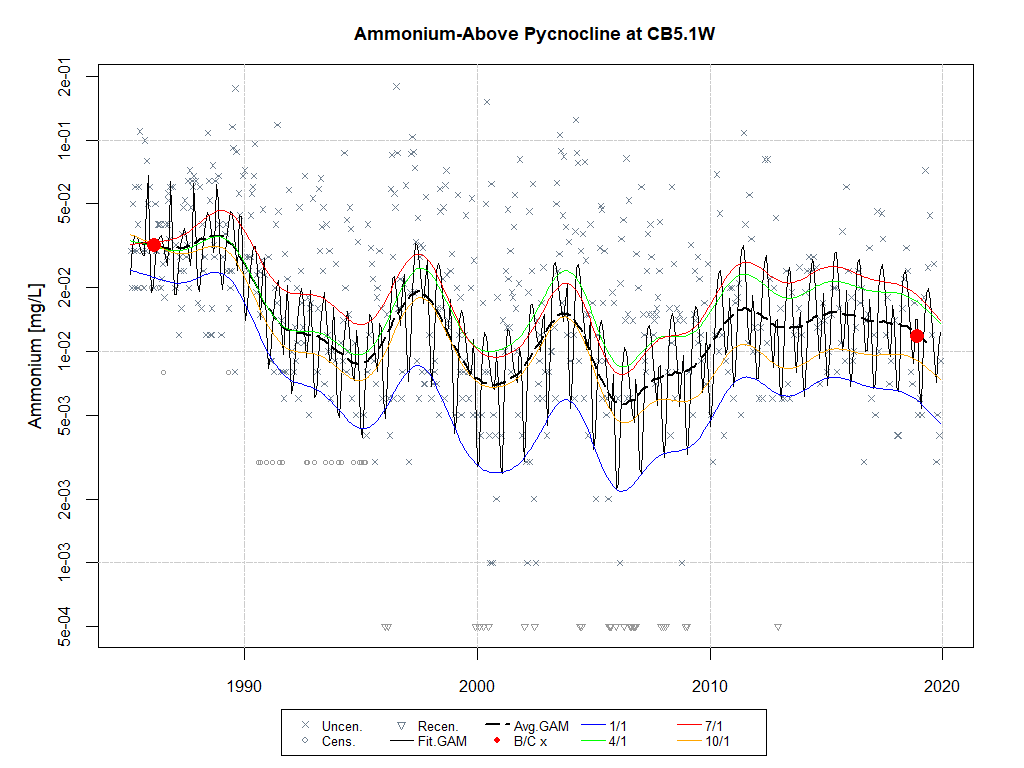 Ammonium-Above Pycnocline at CB5.1W
Ammonium [mg/L]
2e-01
1e-01
5e-02
2e-02
1e-02
5e-03
2e-03
1e-03
5e-04
1990 2000 2010 2020
Uncen. Recen. Avg.GAM 1/1 7/1
Cens. Fit.GAM B/C x 4/1 10/1